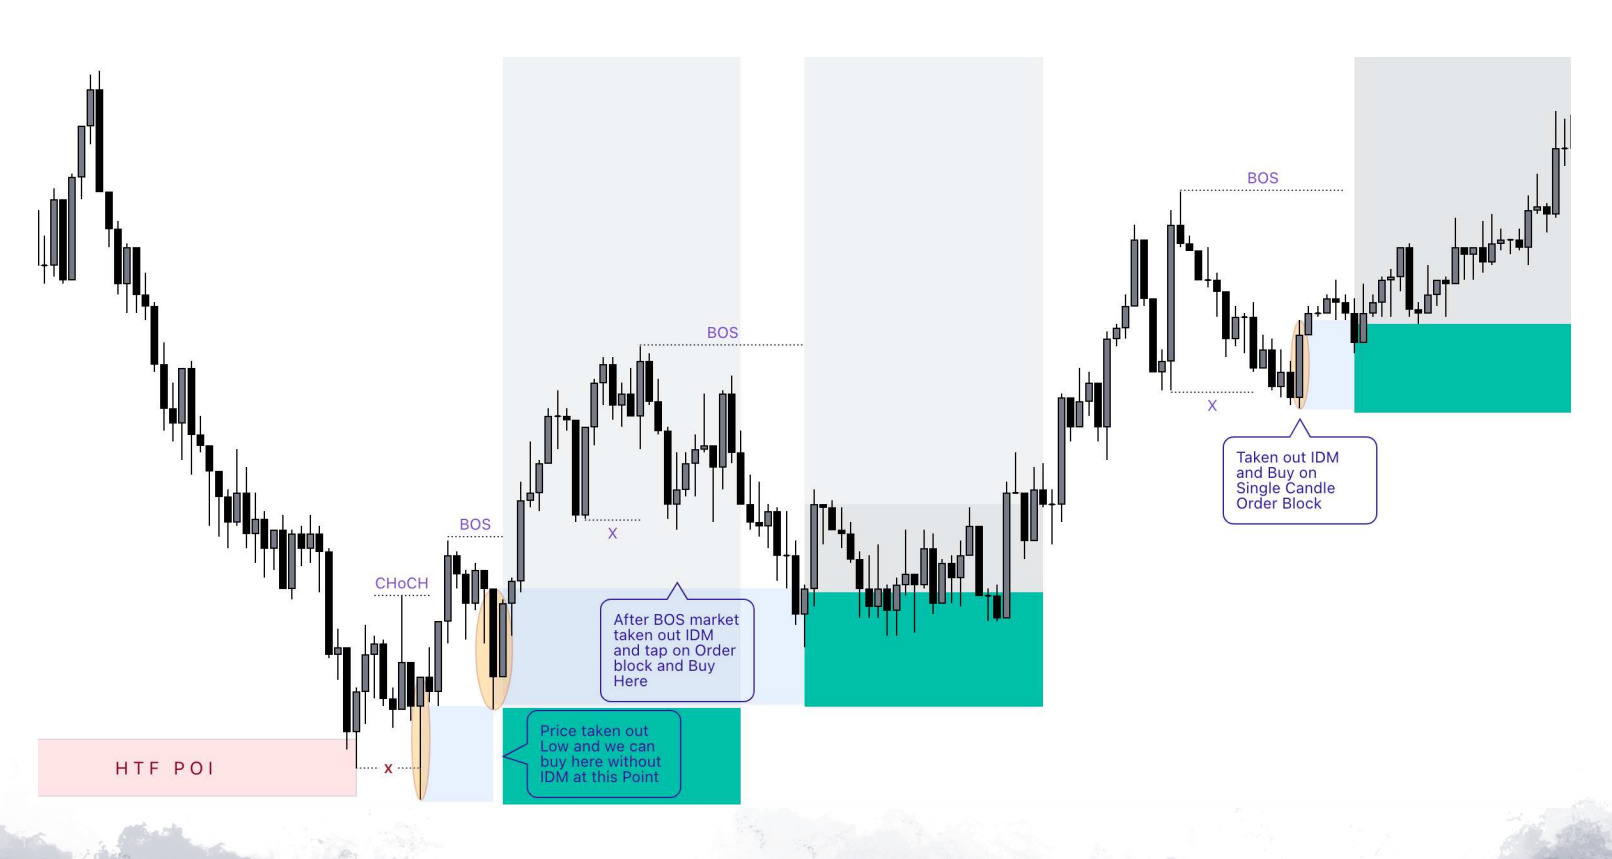 BOS
BOS
X
BOS
CHoCH
X
Taken out IDM
and Buy on
Single Candle
Order Block
After BOS market
taken out IDM
and tap on Order
block and Buy
Here
Price taken out
Low and we can
buy here without
IDM at this Point
HTF POI
x